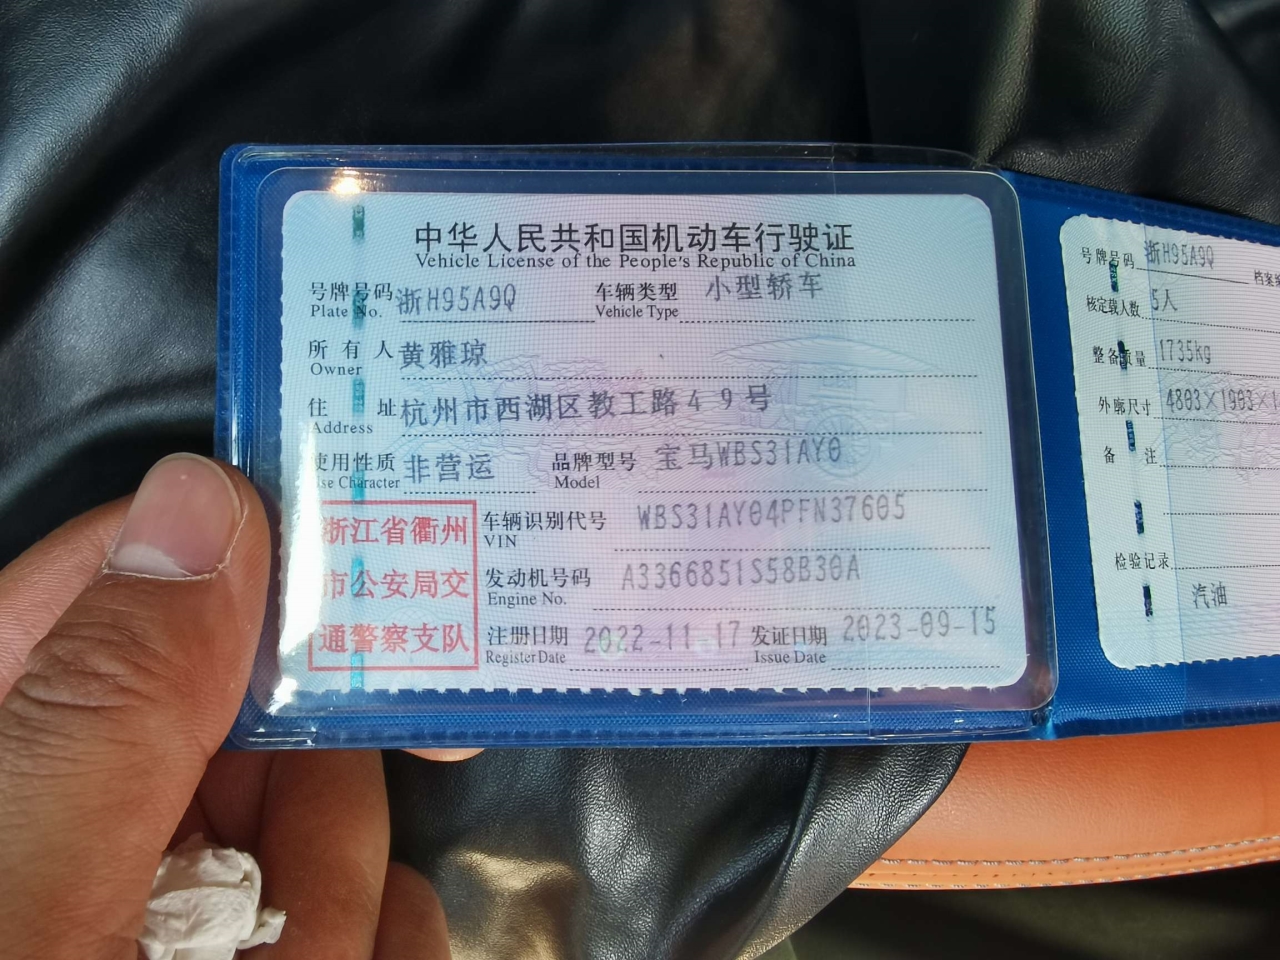 中华人民共和国机动车行驶证
Vehicle License of the People's Republic of China
号牌号码 浙H95A9Q 车辆类型 小型轿车
Plate No. Vehicle Type
所有人 黄雅琼
Owner
住址 杭州市西湖区教工路49号
Address
使用性质 非营运 品牌型号 宝马WBS31AY0
Use Character Model
浙江省衢州
市公安局交
通警察支队
车辆识别代号 WBS31AY04PFN37605
VIN
发动机号码 A3366851S58B30A
Engine No.
注册日期 2022-11-17 发证日期 2023-09-15
Register Date Issue Date
号牌号码 浙H95A9Q 档案
核定载人数 5人
整备质量 1735kg
外廓尺寸 4803×1903×1
备注
检验记录
汽油